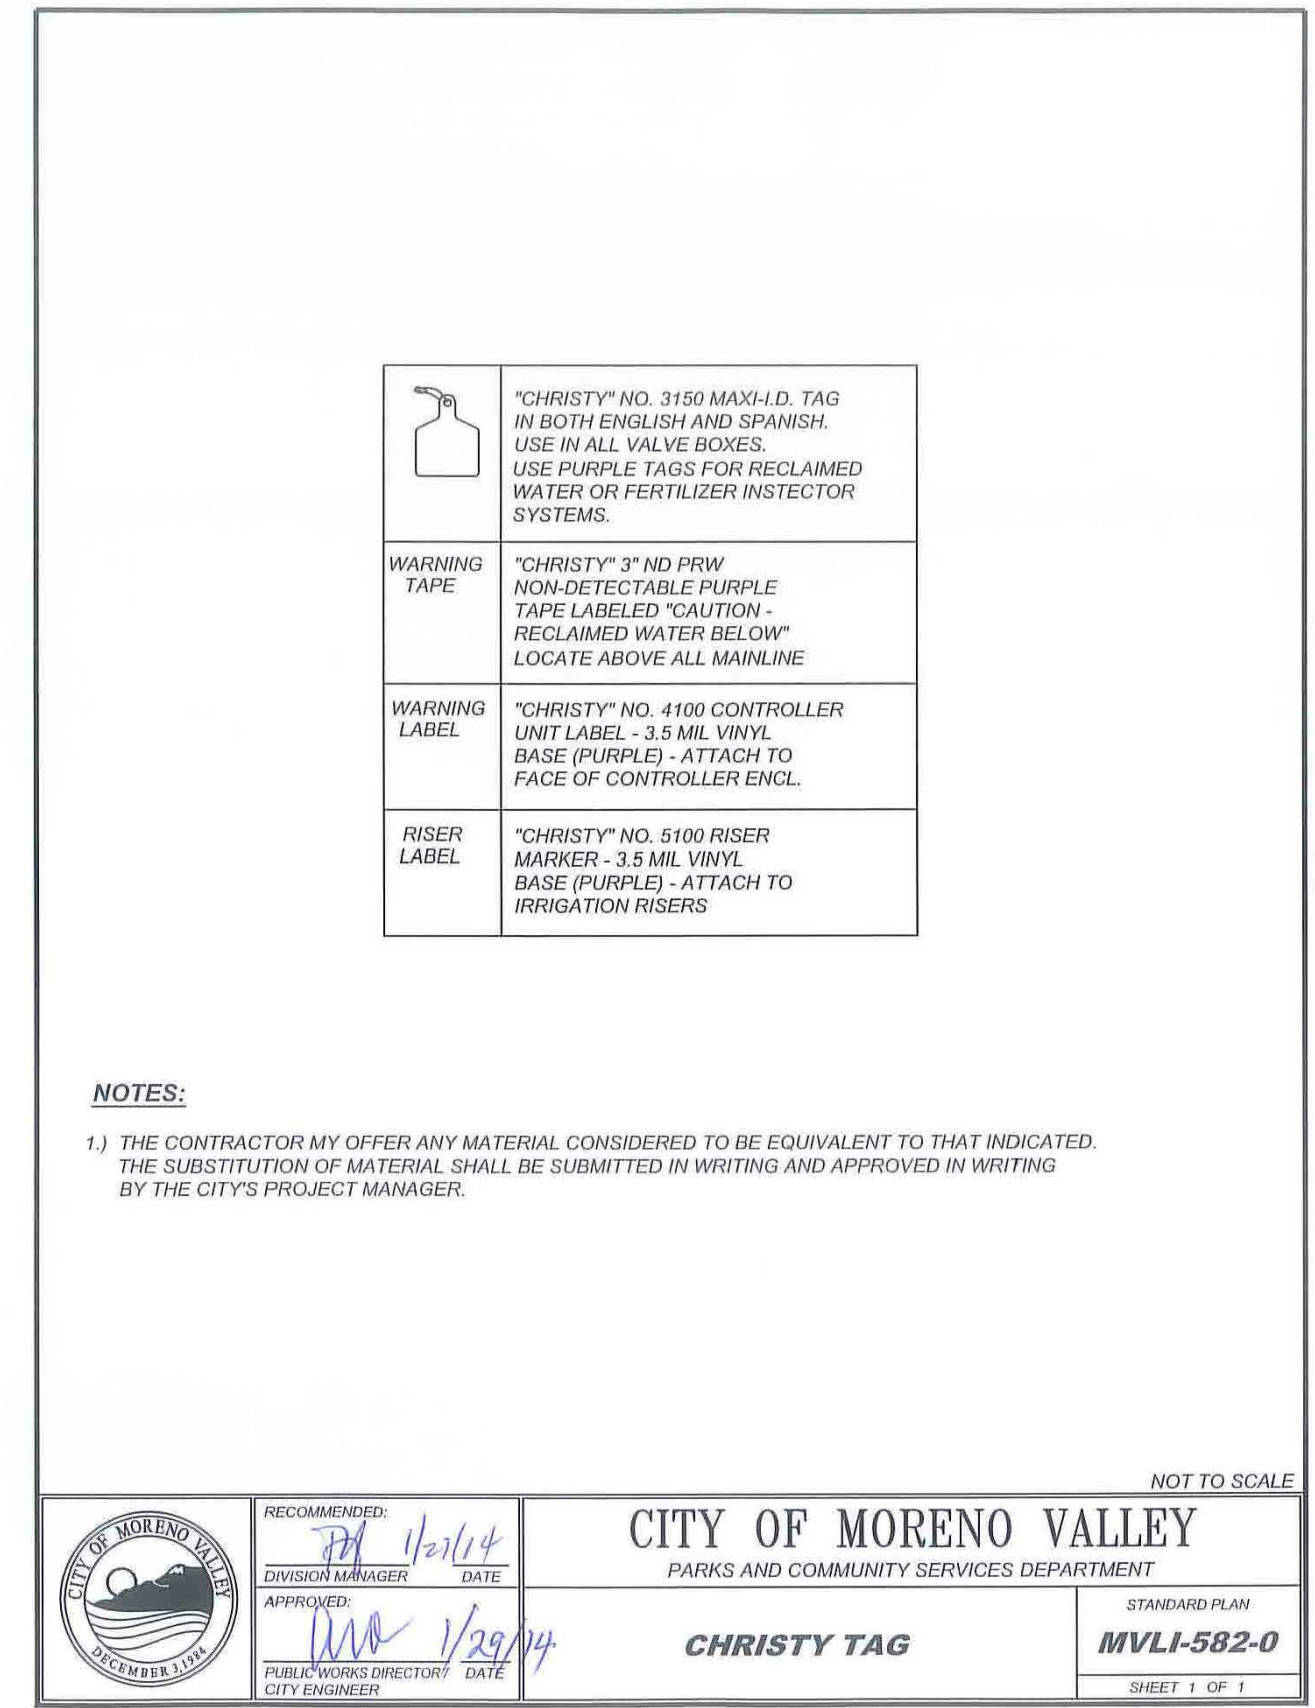 "CHRISTY" NO. 3150 MAXI-I.D. TAG
IN BOTH ENGLISH AND SPANISH.
USE IN ALL VALVE BOXES.
USE PURPLE TAGS FOR RECLAIMED
WATER OR FERTILIZER INSTECTOR
SYSTEMS.
WARNING
TAPE
"CHRISTY" 3" ND PRW
NON-DETECTABLE PURPLE
TAPE LABELED "CAUTION -
RECLAIMED WATER BELOW"
LOCATE ABOVE ALL MAINLINE
WARNING
LABEL
"CHRISTY" NO. 4100 CONTROLLER
UNIT LABEL - 3.5 MIL VINYL
BASE (PURPLE) - ATTACH TO
FACE OF CONTROLLER ENCL.
RISER
LABEL
"CHRISTY" NO. 5100 RISER
MARKER - 3.5 MIL VINYL
BASE (PURPLE) - ATTACH TO
IRRIGATION RISERS
NOTES:
1.) THE CONTRACTOR MY OFFER ANY MATERIAL CONSIDERED TO BE EQUIVALENT TO THAT INDICATED.
THE SUBSTITUTION OF MATERIAL SHALL BE SUBMITTED IN WRITING AND APPROVED IN WRITING
BY THE CITY'S PROJECT MANAGER.
NOT TO SCALE
CITY OF MORENO VALLEY
DECEMBER 3, 1984
RECOMMENDED:
DIVISION MANAGER DATE
APPROVED:
1/29/14
PUBLIC WORKS DIRECTOR/ DATE
CITY ENGINEER
CITY OF MORENO VALLEY
PARKS AND COMMUNITY SERVICES DEPARTMENT
CHRISTY TAG
STANDARD PLAN
MVLI-582-0
SHEET 1 OF 1